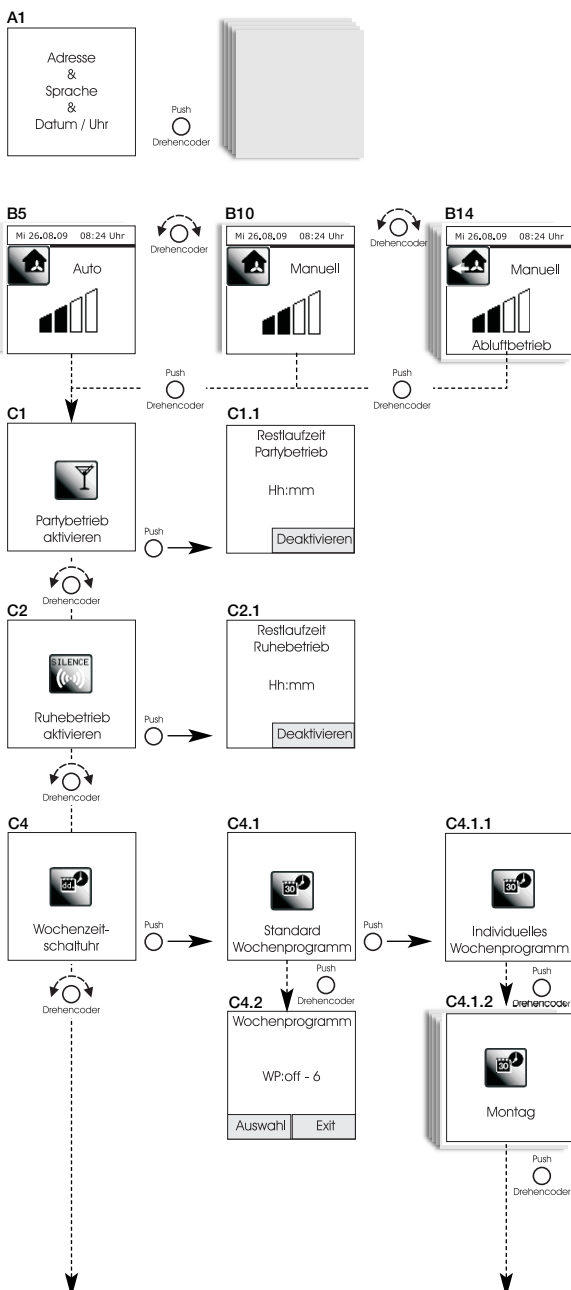 A1
Adresse
&
Sprache
&
Datum / Uhr
Push
Drehencoder
B5
Mi 26.08.09 08:24 Uhr
Auto
Drehencoder
B10
Mi 26.08.09 08:24 Uhr
Manuell
Drehencoder
B14
Mi 26.08.09 08:24 Uhr
Manuell
Abluftbetrieb
Push
Drehencoder
Push
Drehencoder
C1
Partybetrieb
aktivieren
Push
C1.1
Restlaufzeit
Partybetrieb
Hh:mm
Deaktivieren
Drehencoder
C2
SILENCE
Ruhebetrieb
aktivieren
Push
C2.1
Restlaufzeit
Ruhebetrieb
Hh:mm
Deaktivieren
Drehencoder
C4
dd.
Wochenzeit-
schaltuhr
Push
C4.1
30
Standard
Wochenprogramm
Push
C4.1.1
30
Individuelles
Wochenprogramm
Drehencoder
Push
Drehencoder
Push
Drehencoder
C4.2
Wochenprogramm
WP:off - 6
Auswahl Exit
C4.1.2
30
Montag
Push
Drehencoder